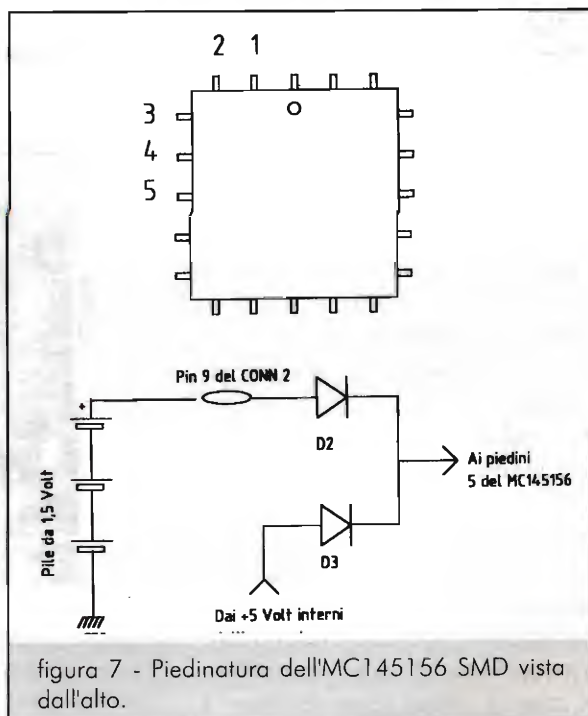 2 1
3
4
5
Pin 9 del CONN 2
+
D2
Pile da 1,5 Volt
Ai piedini
5 del MC145156
D3
Dai +5 Volt interni
figura 7 - Piedinatura dell'MC145156 SMD vista
dall'alto.